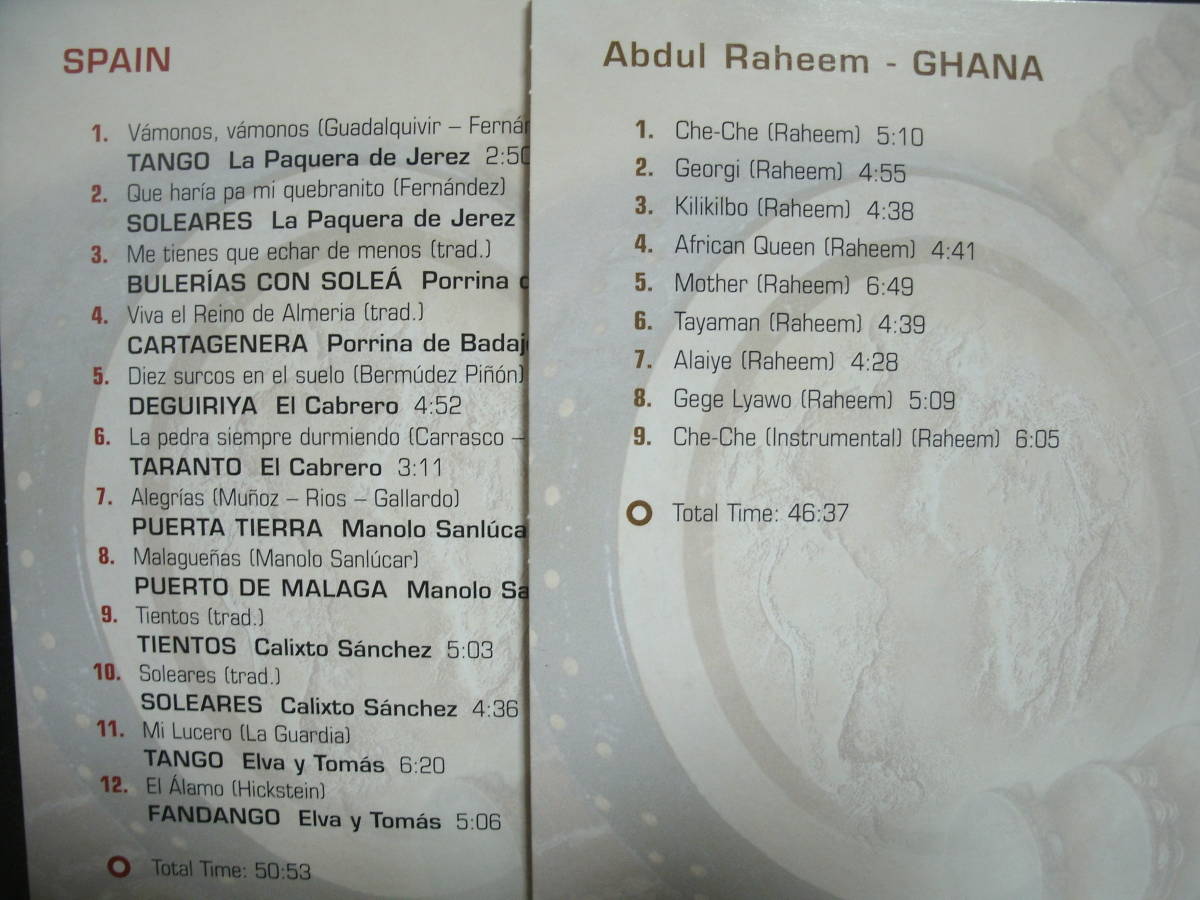 SPAIN
1. Vámonos, vámonos (Guadalquivir – Fernán
TANGO La Paquera de Jerez 2:50
2. Que haría pa mi quebranito (Fernández)
SOLEARES La Paquera de Jerez
3. Me tienes que echar de menos (trad.)
BULERÍAS CON SOLEÁ Porrina d
4. Viva el Reino de Almeria (trad.)
CARTAGENERA Porrina de Badaj
5. Diez surcos en el suelo (Bermúdez Piñón)
DEGUIRIYA El Cabrero 4:52
6. La pedra siempre durmiendo (Carrasco –
TARANTO El Cabrero 3:11
7. Alegrías (Muñoz – Rios – Gallardo)
PUERTA TIERRA Manolo Sanlúca
8. Malagueñas (Manolo Sanlúcar)
PUERTO DE MALAGA Manolo Sa
9. Tientos (trad.)
TIENTOS Calixto Sánchez 5:03
10. Soleares (trad.)
SOLEARES Calixto Sánchez 4:36
11. Mi Lucero (La Guardia)
TANGO Elva y Tomás 6:20
12. El Álamo (Hickstein)
FANDANGO Elva y Tomás 5:06
Total Time: 50:53
Abdul Raheem - GHANA
1. Che-Che (Raheem) 5:10
2. Georgi (Raheem) 4:55
3. Kilikilbo (Raheem) 4:38
4. African Queen (Raheem) 4:41
5. Mother (Raheem) 6:49
6. Tayaman (Raheem) 4:39
7. Alaiye (Raheem) 4:28
8. Gege Lyawo (Raheem) 5:09
9. Che-Che (Instrumental) (Raheem) 6:05
Total Time: 46:37